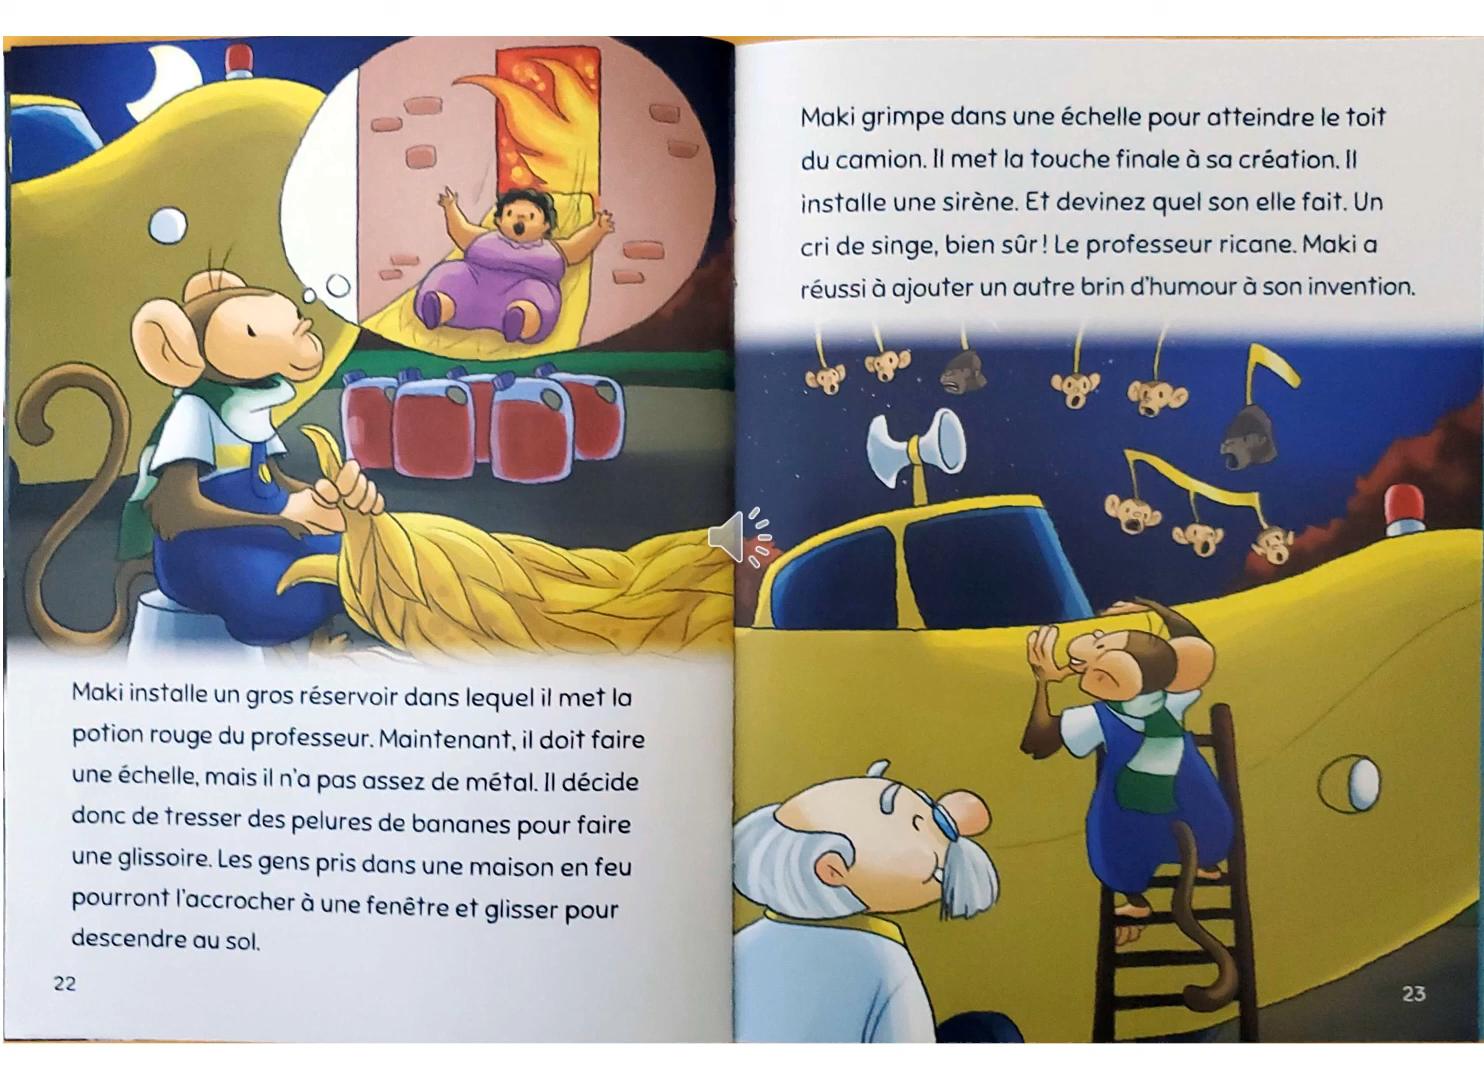 Maki installe un gros réservoir dans lequel il met la
potion rouge du professeur. Maintenant, il doit faire
une échelle, mais il n'a pas assez de métal. Il décide
donc de tresser des pelures de bananes pour faire
une glissoire. Les gens pris dans une maison en feu
pourront l'accrocher à une fenêtre et glisser pour
descendre au sol.
22
Maki grimpe dans une échelle pour atteindre le toit
du camion. Il met la touche finale à sa création. Il
installe une sirène. Et devinez quel son elle fait. Un
cri de singe, bien sûr ! Le professeur ricane. Maki a
réussi à ajouter un autre brin d'humour à son invention.
23